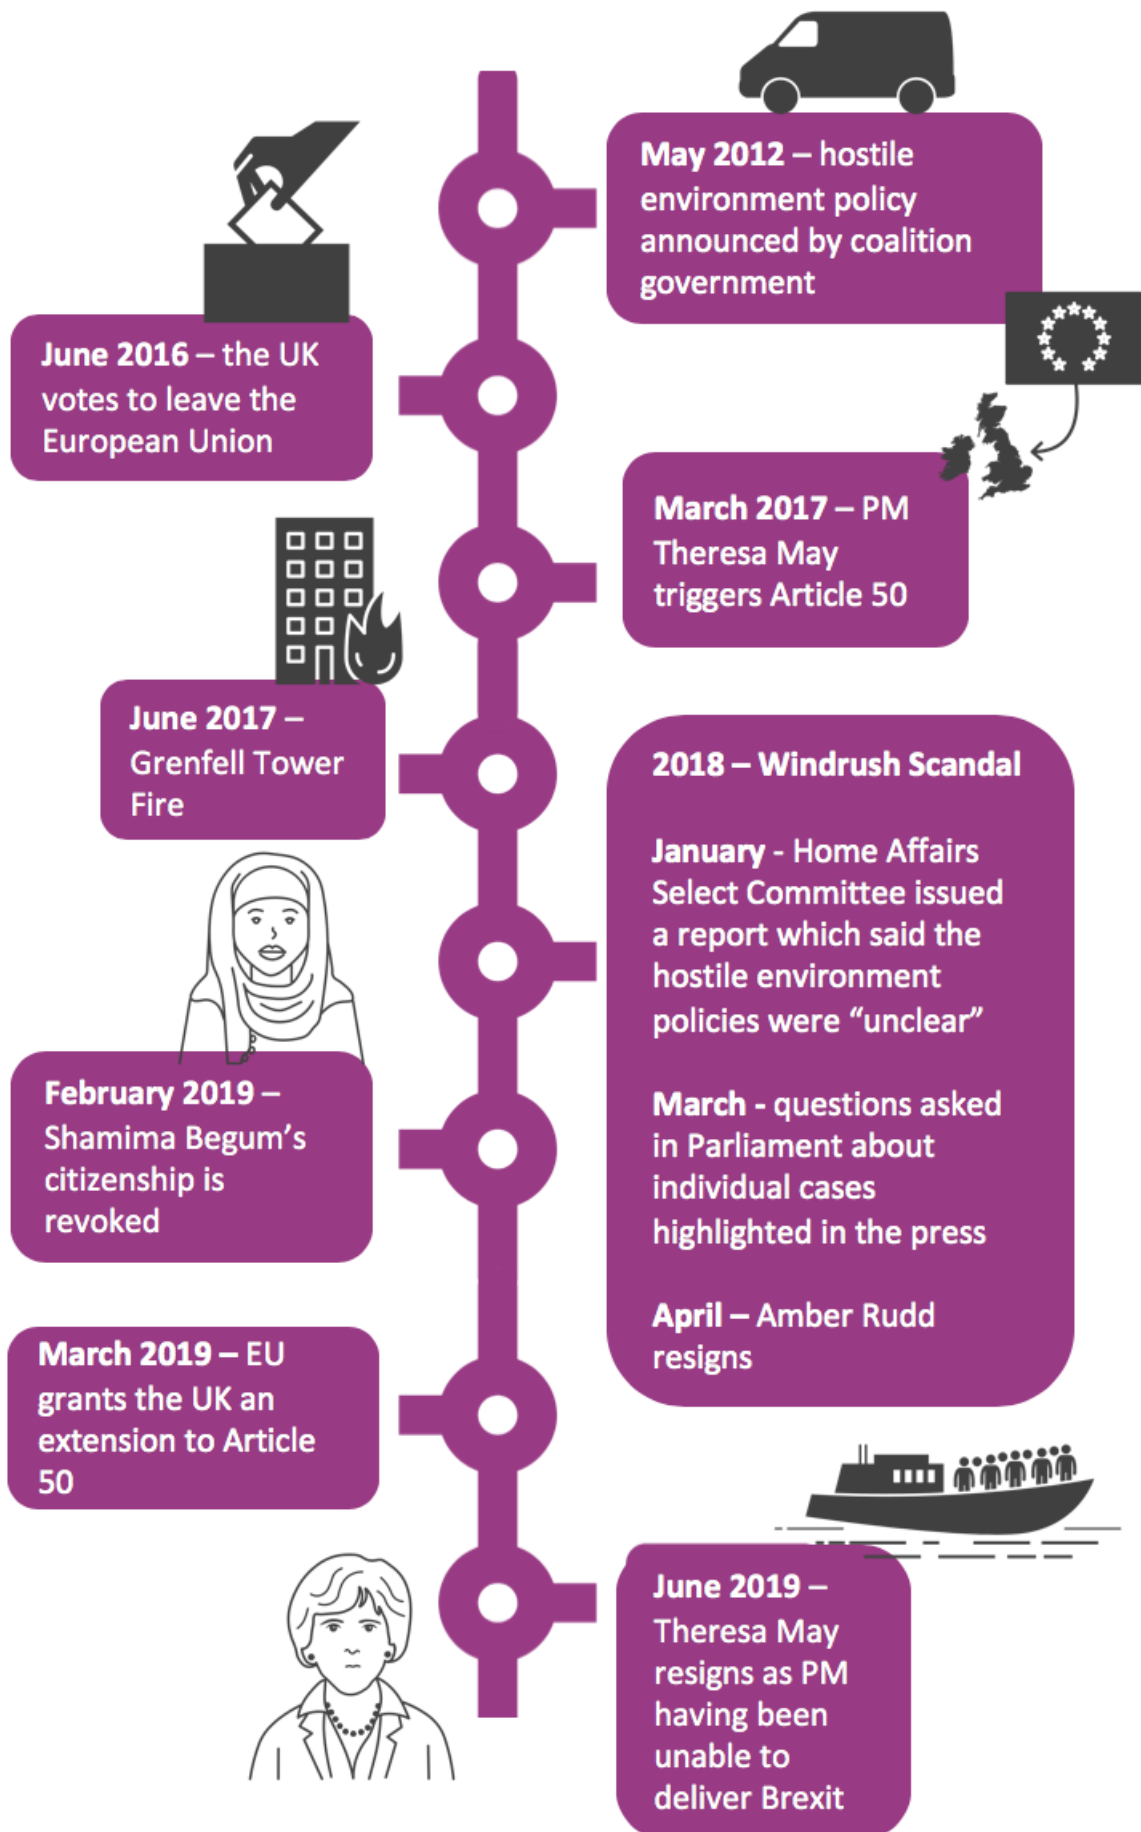 May 2012 – hostile
environment policy
announced by coalition
government
June 2016 – the UK
votes to leave the
European Union
March 2017 – PM
Theresa May
triggers Article 50
June 2017 –
Grenfell Tower
Fire
2018 – Windrush Scandal
January - Home Affairs
Select Committee issued
a report which said the
hostile environment
policies were “unclear”
March - questions asked
in Parliament about
individual cases
highlighted in the press
April – Amber Rudd
resigns
February 2019 –
Shamima Begum’s
citizenship is
revoked
March 2019 – EU
grants the UK an
extension to Article
50
June 2019 –
Theresa May
resigns as PM
having been
unable to
deliver Brexit